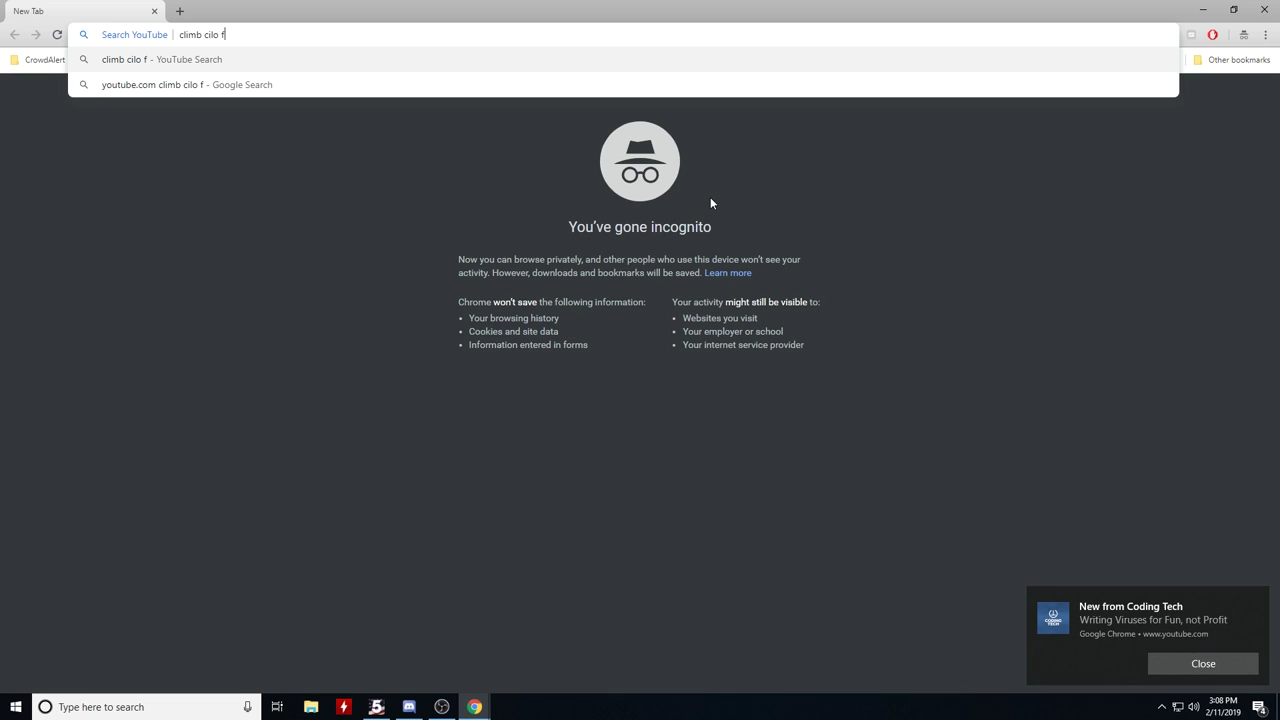 New Tab
Search YouTube | climb cilo f
CrowdAlert
Other bookmarks
climb cilo f - YouTube Search
youtube.com climb cilo f - Google Search
You've gone incognito
Now you can browse privately, and other people who use this device won't see your
activity. However, downloads and bookmarks will be saved. Learn more
Chrome won't save the following information:
• Your browsing history
• Cookies and site data
• Information entered in forms
Your activity might still be visible to:
• Websites you visit
• Your employer or school
• Your internet service provider
New from Coding Tech
Writing Viruses for Fun, not Profit
Google Chrome • www.youtube.com
Close
Type here to search
5
3:08 PM
2/11/2019
4